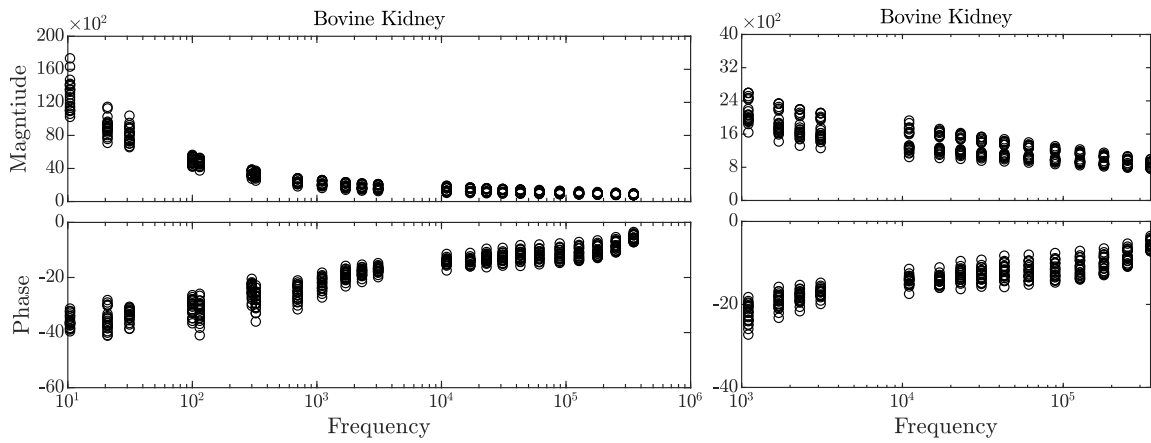 Bovine Kidney
×10²
200
160
120
80
40
0
Magntiude
0
-20
-40
-60
Phase
10¹ 10² 10³ 10⁴ 10⁵ 10⁶
Frequency
Bovine Kidney
×10²
40
32
24
16
8
0
0
-20
-40
10³ 10⁴ 10⁵
Frequency